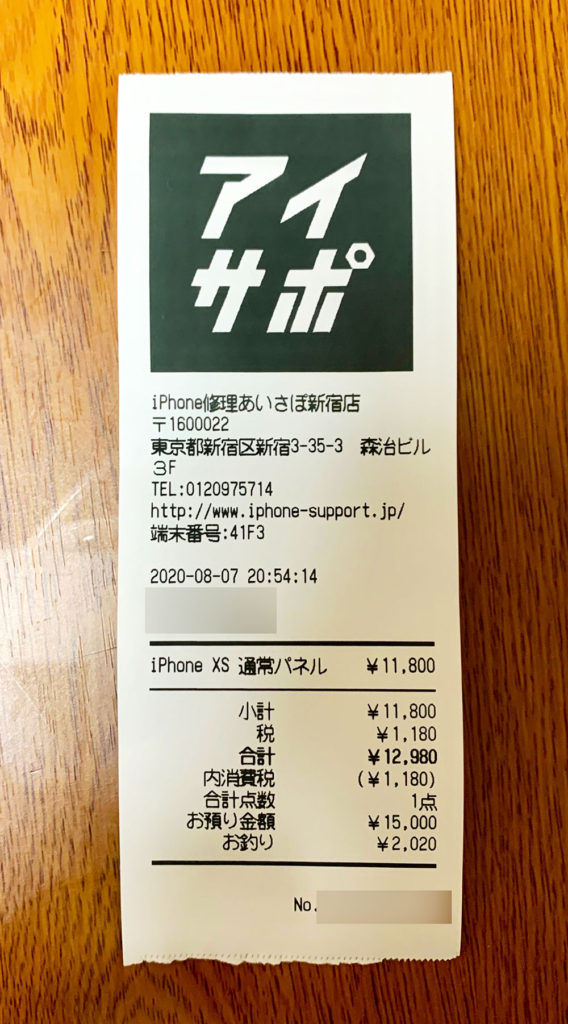 アイ
サポ
iPhone修理あいさぽ新宿店
〒1600022
東京都新宿区新宿3-35-3　森治ビル
３F
TEL:0120975714
http://www.iphone-support.jp/
端末番号:41F3
2020-08-07 20:54:14
iPhone XS 通常パネル ￥11,800
小計 ￥11,800
税 ￥1,180
合計 ￥12,980
内消費税 (￥1,180)
合計点数 1点
お預り金額 ￥15,000
お釣り ￥2,020
No.